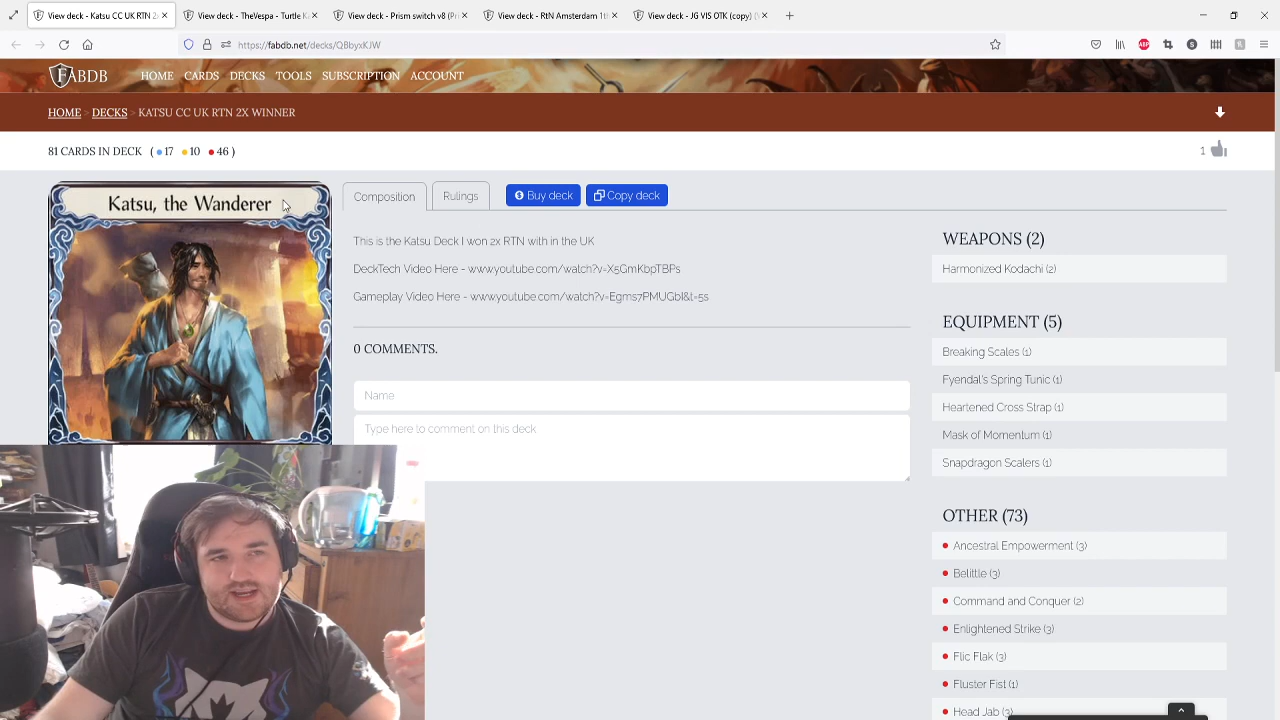 View deck - Katsu CC UK RTN 2
View deck - TheVespa - Turtle K
View deck - Prism switch v8 (Pr
View deck - RtN Amsterdam 1th
View deck - JG VIS OTK (copy) (V
https://fabdb.net/decks/QBbyxKJW
FABDB
HOME CARDS DECKS TOOLS SUBSCRIPTION ACCOUNT
HOME > DECKS > KATSU CC UK RTN 2X WINNER
81 CARDS IN DECK ( 17 10 46 )
1
Katsu, the Wanderer
Composition
Rulings
Buy deck
Copy deck
This is the Katsu Deck I won 2x RTN with in the UK
DeckTech Video Here - www.youtube.com/watch?v=X5GmKbpTBPs
Gameplay Video Here - www.youtube.com/watch?v=Egms7PMUGbI&t=5s
0 COMMENTS.
Name
Type here to comment on this deck
WEAPONS (2)
Harmonized Kodachi (2)
EQUIPMENT (5)
Breaking Scales (1)
Fyendal's Spring Tunic (1)
Heartened Cross Strap (1)
Mask of Momentum (1)
Snapdragon Scalers (1)
OTHER (73)
Ancestral Empowerment (3)
Belittle (3)
Command and Conquer (2)
Enlightened Strike (3)
Flic Flak (3)
Fluster Fist (1)
Head Jab (3)